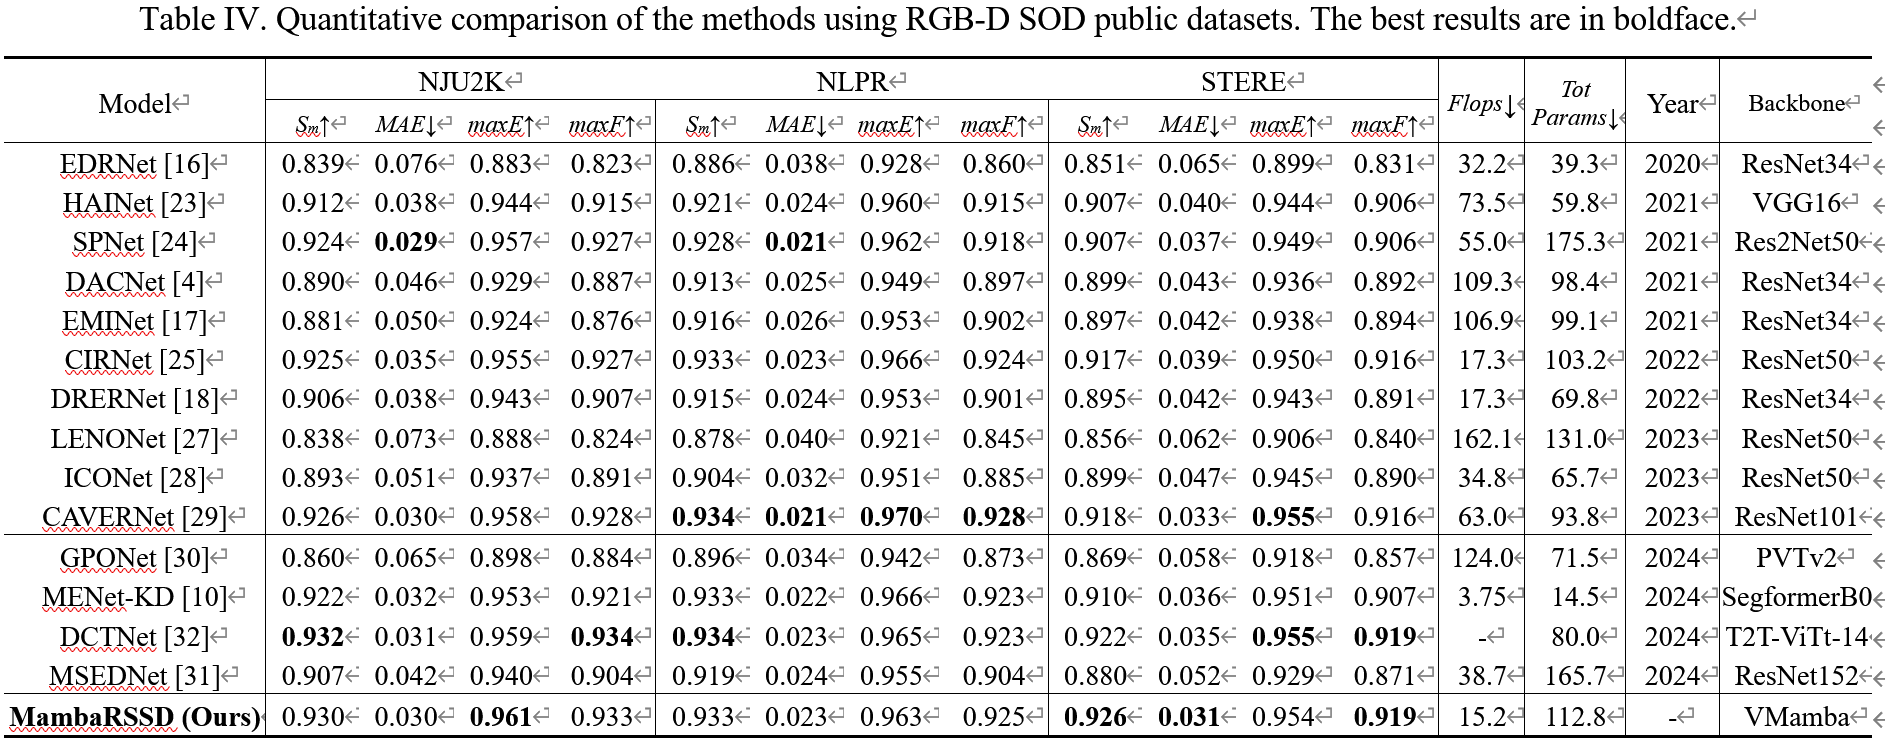 Table IV. Quantitative comparison of the methods using RGB-D SOD public datasets. The best results are in boldface.
Model NJU2K NLPR STERE Flops↓ Tot Params↓ Year Backbone
Sm↑ MAE↓ maxE↑ maxF↑ Sm↑ MAE↓ maxE↑ maxF↑ Sm↑ MAE↓ maxE↑ maxF↑
EDRNet [16] 0.839 0.076 0.883 0.823 0.886 0.038 0.928 0.860 0.851 0.065 0.899 0.831 32.2 39.3 2020 ResNet34
HAINet [23] 0.912 0.038 0.944 0.915 0.921 0.024 0.960 0.915 0.907 0.040 0.944 0.906 73.5 59.8 2021 VGG16
SPNet [24] 0.924 0.029 0.957 0.927 0.928 0.021 0.962 0.918 0.907 0.037 0.949 0.906 55.0 175.3 2021 Res2Net50
DACNet [4] 0.890 0.046 0.929 0.887 0.913 0.025 0.949 0.897 0.899 0.043 0.936 0.892 109.3 98.4 2021 ResNet34
EMINet [17] 0.881 0.050 0.924 0.876 0.916 0.026 0.953 0.902 0.897 0.042 0.938 0.894 106.9 99.1 2021 ResNet34
CIRNet [25] 0.925 0.035 0.955 0.927 0.933 0.023 0.966 0.924 0.917 0.039 0.950 0.916 17.3 103.2 2022 ResNet50
DRERNet [18] 0.906 0.038 0.943 0.907 0.915 0.024 0.953 0.901 0.895 0.042 0.943 0.891 17.3 69.8 2022 ResNet34
LENONet [27] 0.838 0.073 0.888 0.824 0.878 0.040 0.921 0.845 0.856 0.062 0.906 0.840 162.1 131.0 2023 ResNet50
ICONet [28] 0.893 0.051 0.937 0.891 0.904 0.032 0.951 0.885 0.899 0.047 0.945 0.890 34.8 65.7 2023 ResNet50
CAVERNet [29] 0.926 0.030 0.958 0.928 0.934 0.021 0.970 0.928 0.918 0.033 0.955 0.916 63.0 93.8 2023 ResNet101
GPONet [30] 0.860 0.065 0.898 0.884 0.896 0.034 0.942 0.873 0.869 0.058 0.918 0.857 124.0 71.5 2024 PVTv2
MENet-KD [10] 0.922 0.032 0.953 0.921 0.933 0.022 0.966 0.923 0.910 0.036 0.951 0.907 3.75 14.5 2024 SegformerB0
DCTNet [32] 0.932 0.031 0.959 0.934 0.934 0.023 0.965 0.923 0.922 0.035 0.955 0.919 - 80.0 2024 T2T-ViTt-14
MSEDNet [31] 0.907 0.042 0.940 0.904 0.919 0.024 0.955 0.904 0.880 0.052 0.929 0.871 38.7 165.7 2024 ResNet152
MambaRSSD (Ours) 0.930 0.030 0.961 0.933 0.933 0.023 0.963 0.925 0.926 0.031 0.954 0.919 15.2 112.8 - VMamba